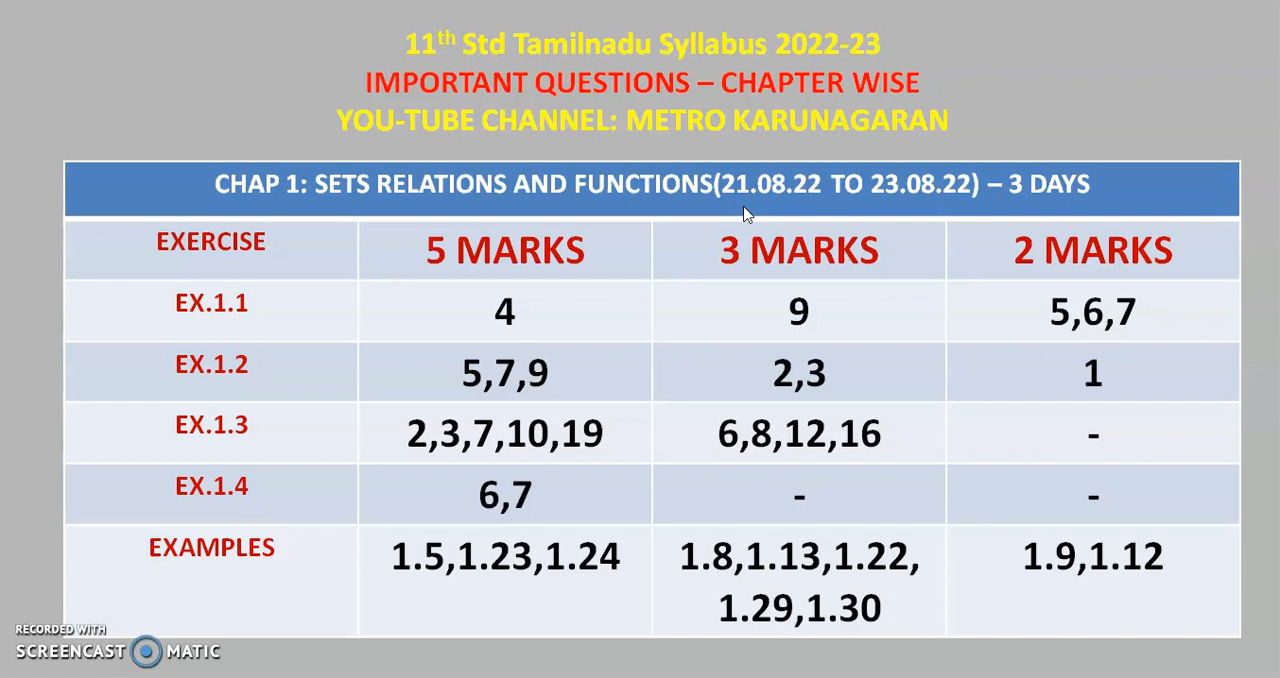 11th Std Tamilnadu Syllabus 2022-23
IMPORTANT QUESTIONS – CHAPTER WISE
YOU-TUBE CHANNEL: METRO KARUNAGARAN
CHAP 1: SETS RELATIONS AND FUNCTIONS(21.08.22 TO 23.08.22) – 3 DAYS
EXERCISE 5 MARKS 3 MARKS 2 MARKS
EX.1.1 4 9 5,6,7
EX.1.2 5,7,9 2,3 1
EX.1.3 2,3,7,10,19 6,8,12,16 -
EX.1.4 6,7 - -
EXAMPLES 1.5,1.23,1.24 1.8,1.13,1.22, 1.9,1.12
1.29,1.30
RECORDED WITH
SCREENCAST MATIC